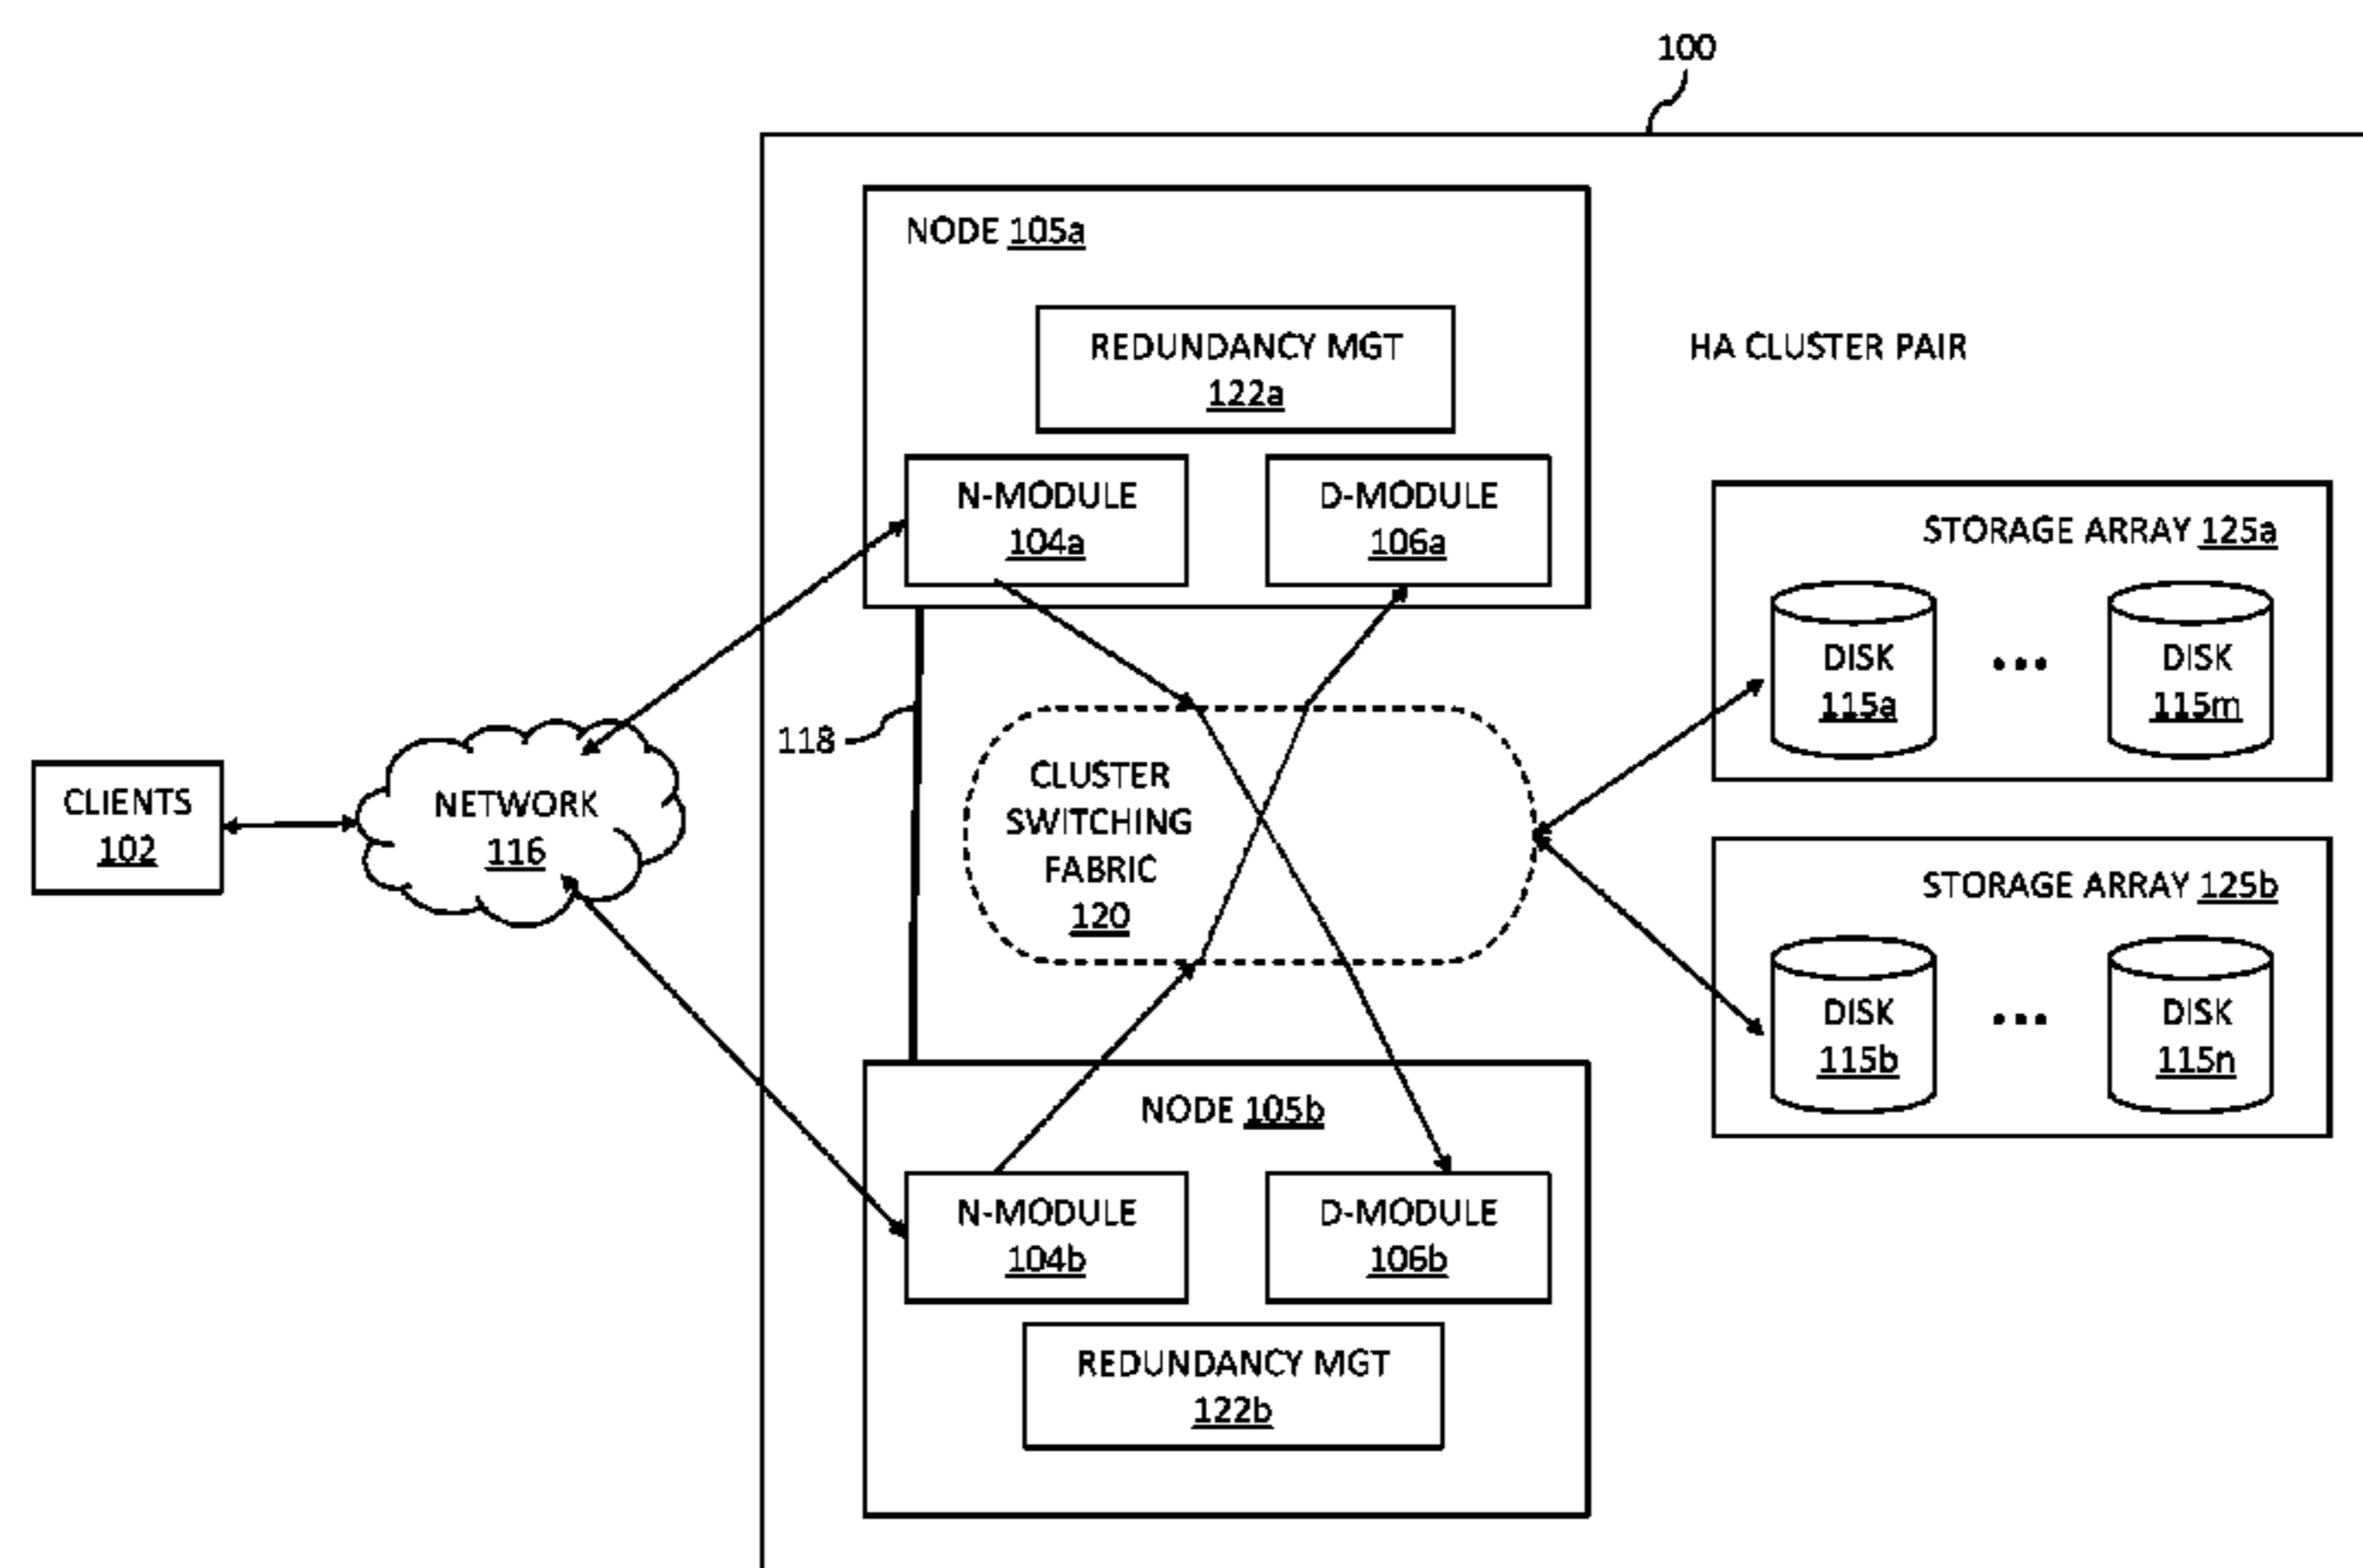 100
NODE 105a
REDUNDANCY MGT
122a
HA CLUSTER PAIR
N-MODULE
104a
D-MODULE
106a
STORAGE ARRAY 125a
DISK
115a
•••
DISK
115m
118
CLIENTS
102
NETWORK
116
CLUSTER
SWITCHING
FABRIC
120
STORAGE ARRAY 125b
DISK
115b
•••
DISK
115n
NODE 105b
N-MODULE
104b
D-MODULE
106b
REDUNDANCY MGT
122b